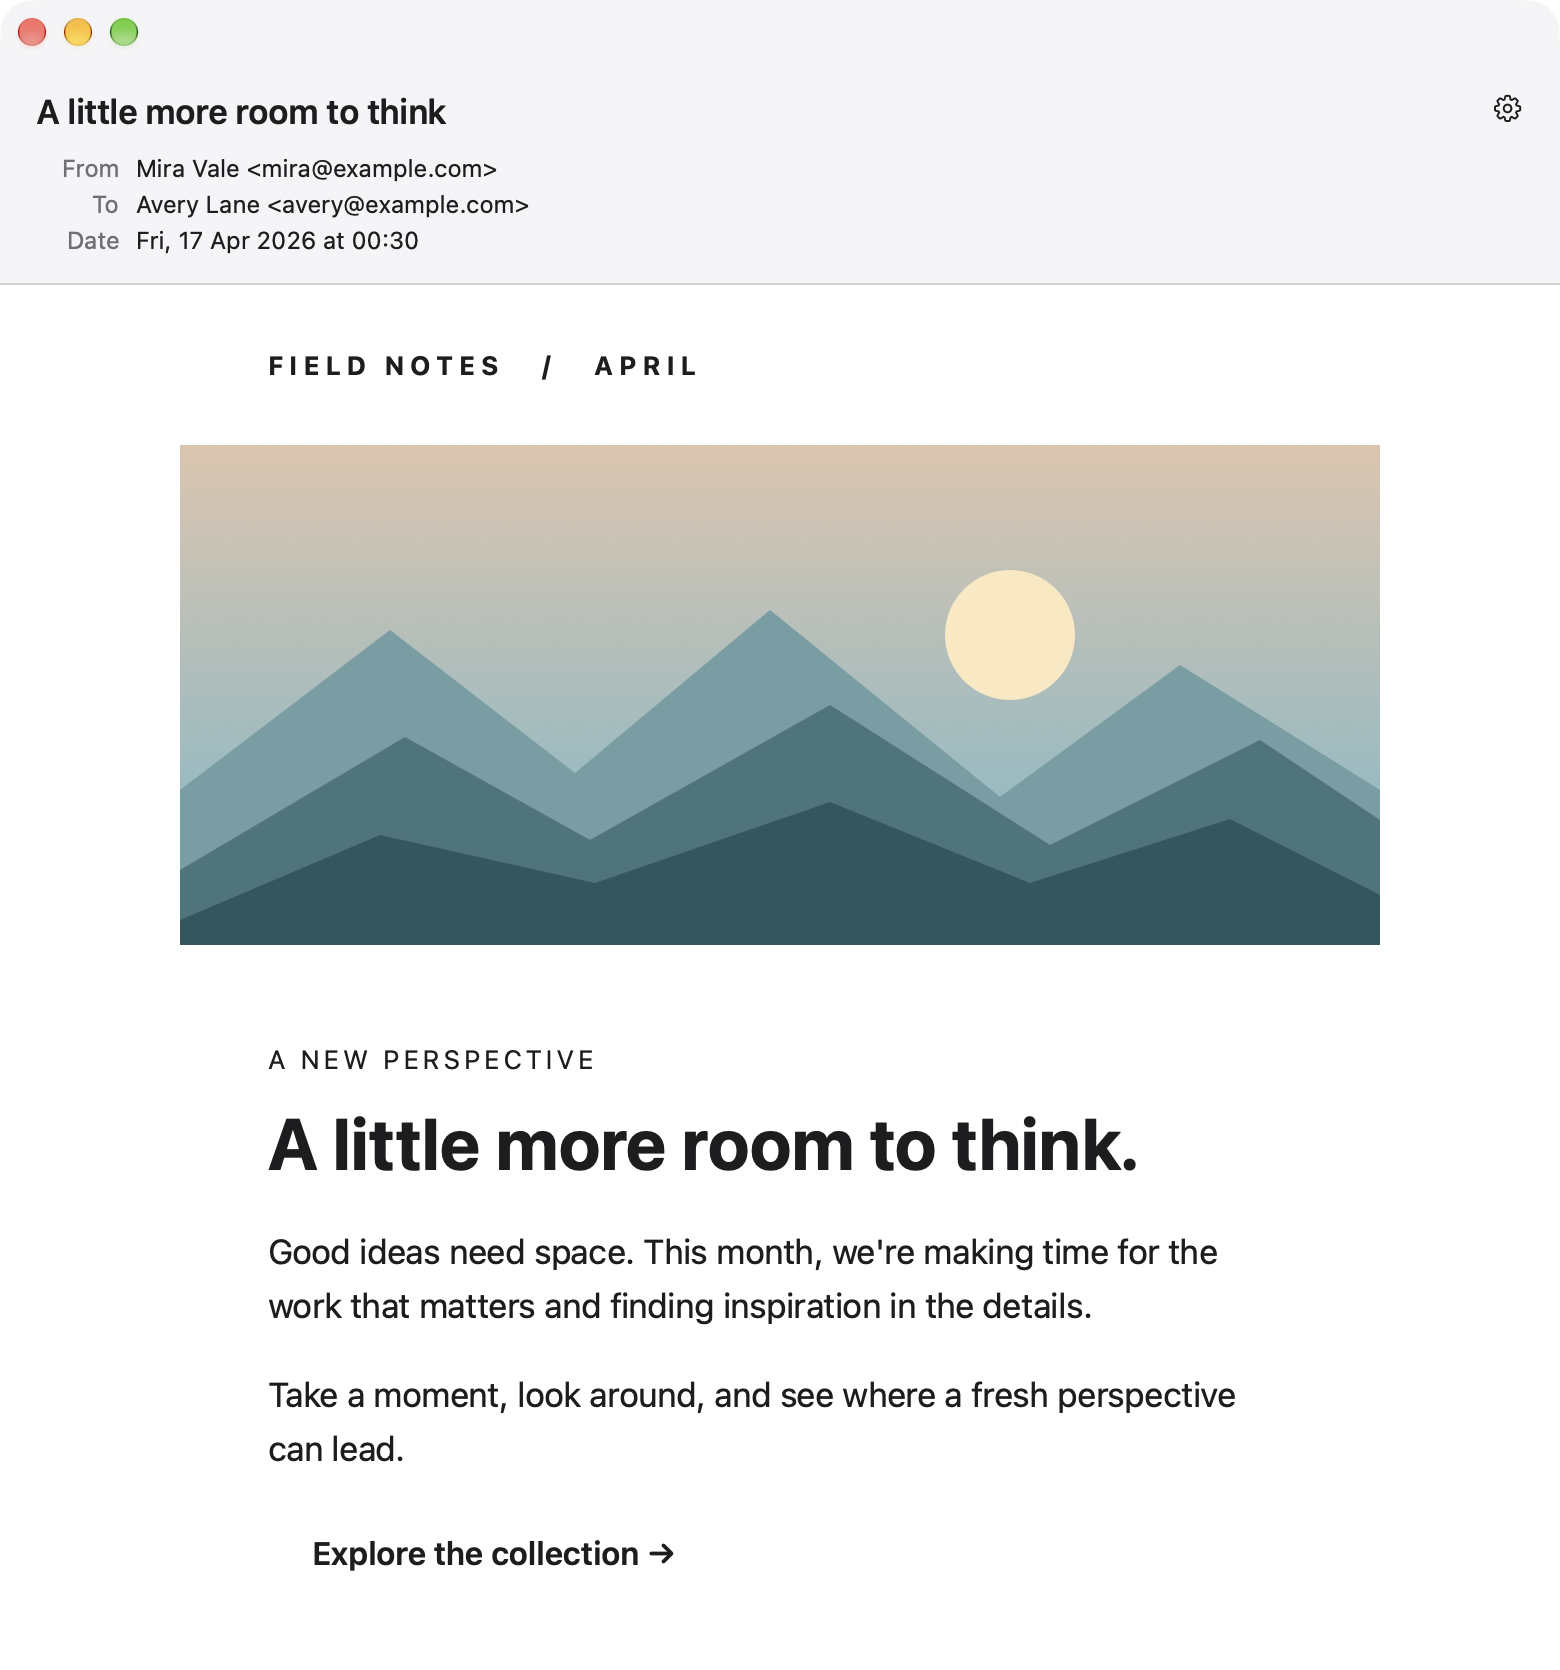 A little more room to think
From Mira Vale <mira@example.com>
To Avery Lane <avery@example.com>
Date Fri, 17 Apr 2026 at 00:30
FIELD NOTES / APRIL
A NEW PERSPECTIVE
A little more room to think.
Good ideas need space. This month, we're making time for the
work that matters and finding inspiration in the details.
Take a moment, look around, and see where a fresh perspective
can lead.
Explore the collection →